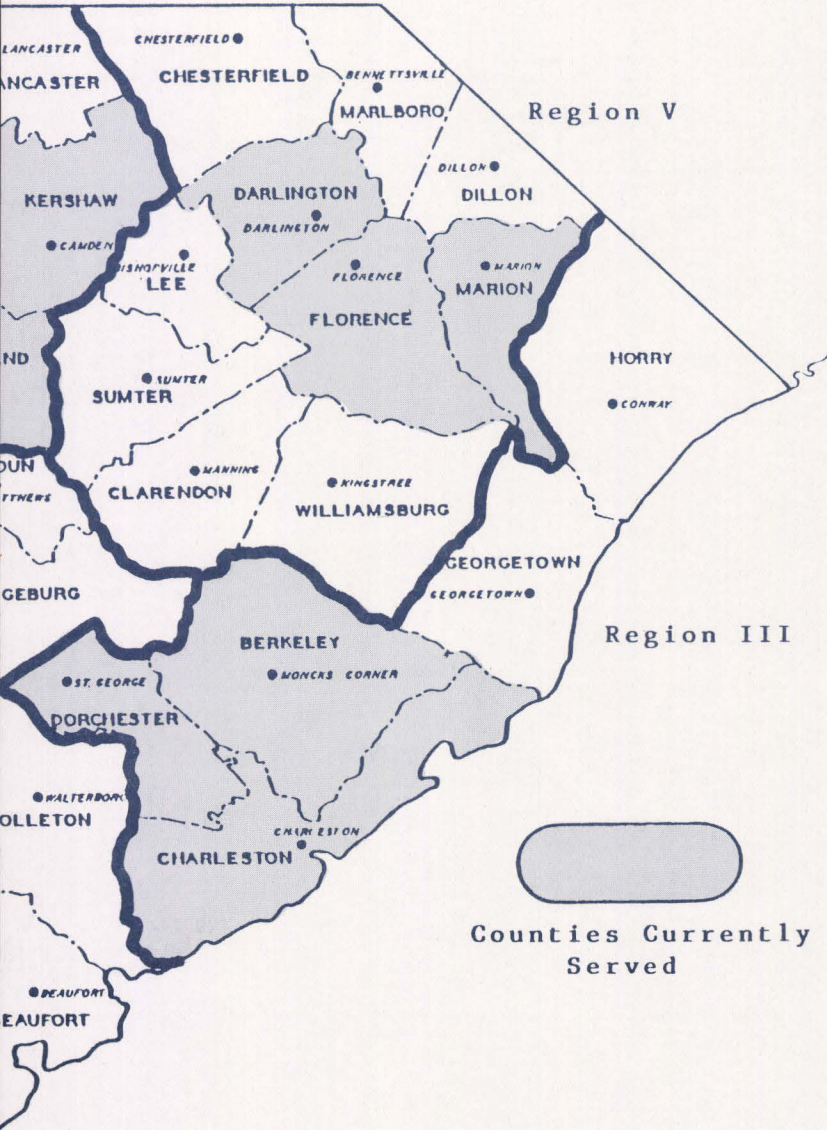 LANCASTER
ANCASTER
CHESTERFIELD
CHESTERFIELD
BENNETTSVILLE
MARLBORO
Region V
DILLON
DILLON
KERSHAW
CAMDEN
DARLINGTON
DARLINGTON
ISHOPVILLE
LEE
FLORENCE
FLORENCE
MARION
MARION
ND
HORRY
CONWAY
SUMTER
SUMTER
MANNING
CLARENDON
KINGSTREE
WILLIAMSBURG
OUN
TTHEWS
GEORGETOWN
GEORGETOWN
GEBURG
Region III
BERKELEY
MONCKS CORNER
ST. GEORGE
DORCHESTER
WALTERBORO
OLLETON
CHARLESTON
CHARLESTON
Counties Currently
Served
BEAUFORT
EAUFORT